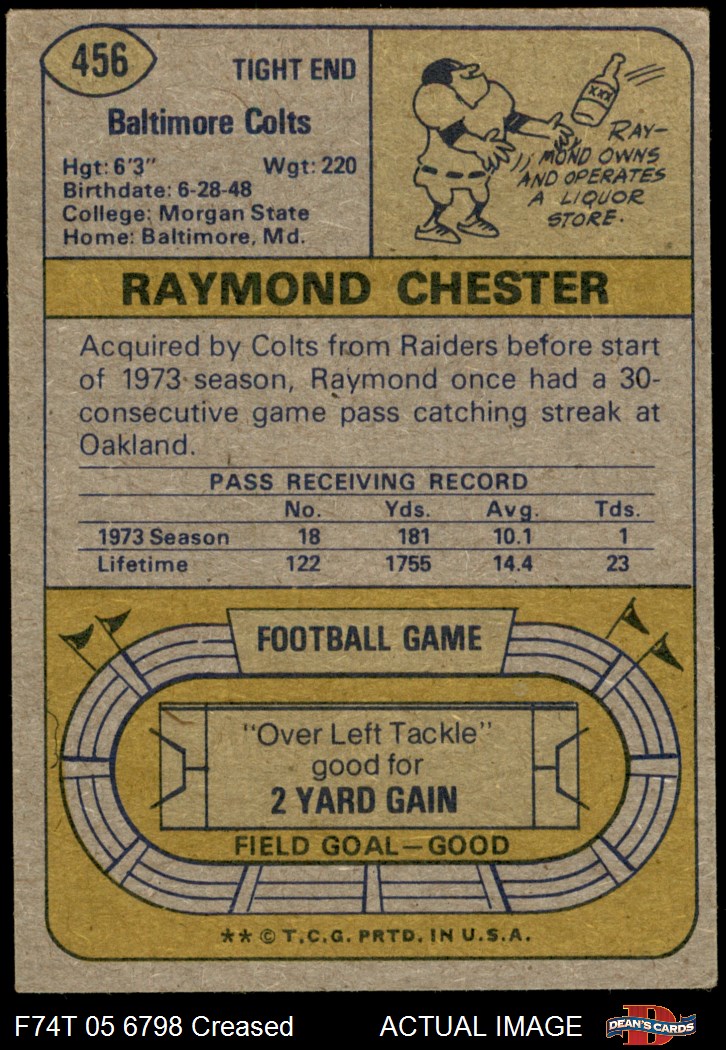 456
TIGHT END
Baltimore Colts
Hgt: 6'3" Wgt: 220
Birthdate: 6-28-48
College: Morgan State
Home: Baltimore, Md.
XXX
RAY-
MOND OWNS
AND OPERATES
A LIQUOR
STORE.
RAYMOND CHESTER
Acquired by Colts from Raiders before start
of 1973 season, Raymond once had a 30-
consecutive game pass catching streak at
Oakland.
PASS RECEIVING RECORD
No. Yds. Avg. Tds.
1973 Season 18 181 10.1 1
Lifetime 122 1755 14.4 23
FOOTBALL GAME
"Over Left Tackle"
good for
2 YARD GAIN
FIELD GOAL—GOOD
** © T.C.G. PRTD. IN U.S.A.
F74T 05 6798 Creased ACTUAL IMAGE
D
DEAN'S CARDS